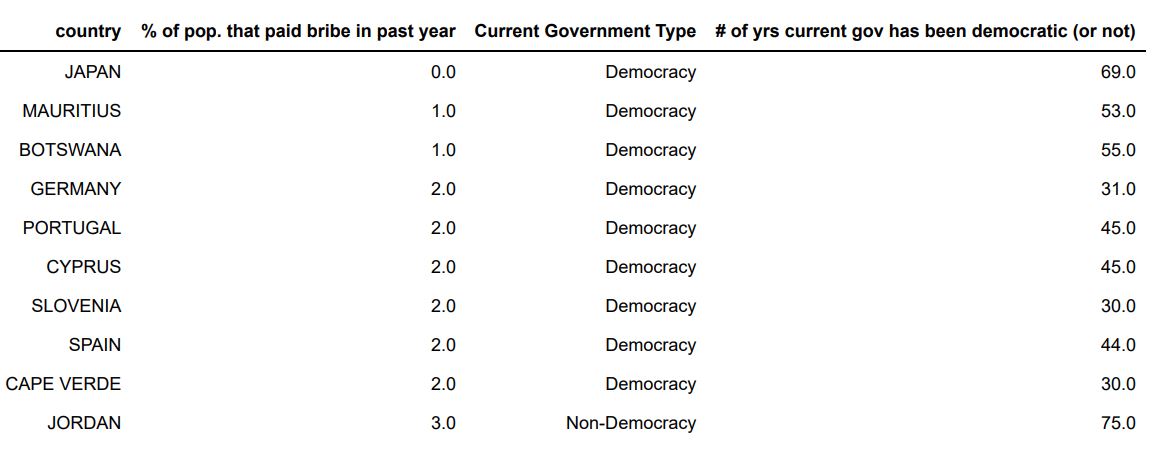 country % of pop. that paid bribe in past year Current Government Type # of yrs current gov has been democratic (or not)
JAPAN 0.0 Democracy 69.0
MAURITIUS 1.0 Democracy 53.0
BOTSWANA 1.0 Democracy 55.0
GERMANY 2.0 Democracy 31.0
PORTUGAL 2.0 Democracy 45.0
CYPRUS 2.0 Democracy 45.0
SLOVENIA 2.0 Democracy 30.0
SPAIN 2.0 Democracy 44.0
CAPE VERDE 2.0 Democracy 30.0
JORDAN 3.0 Non-Democracy 75.0